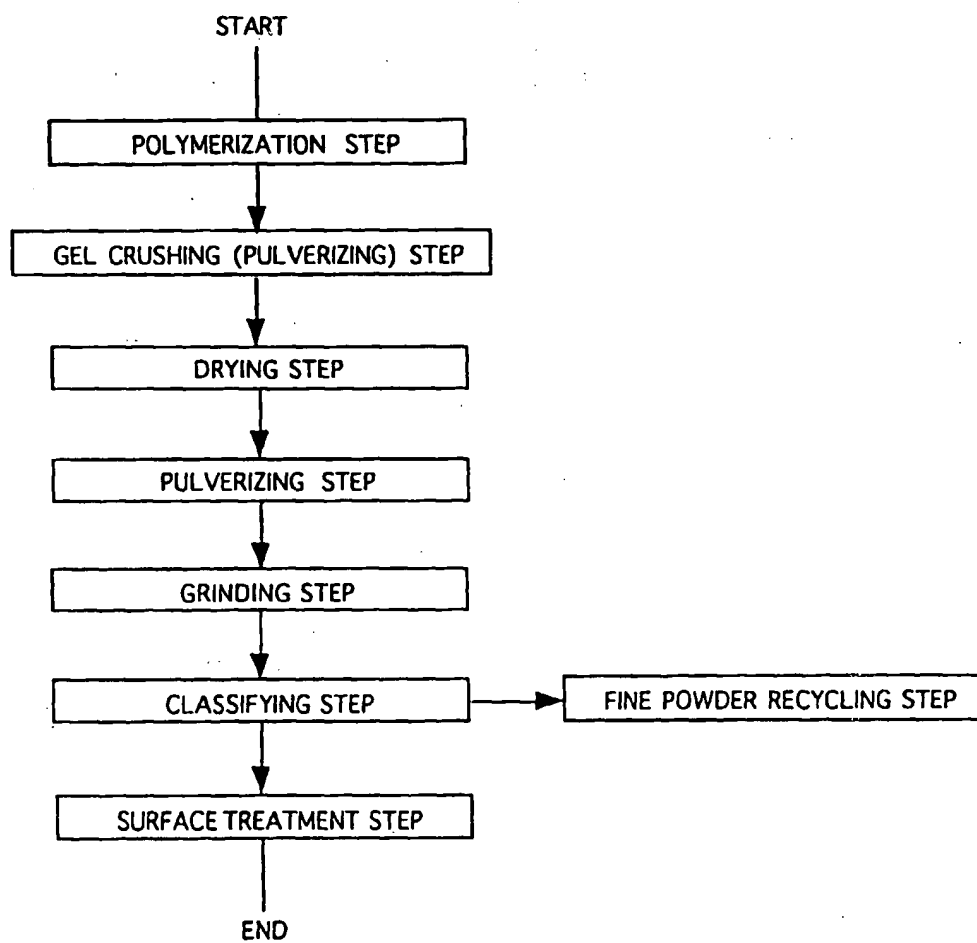 START
POLYMERIZATION STEP
GEL CRUSHING (PULVERIZING) STEP
DRYING STEP
PULVERIZING STEP
GRINDING STEP
CLASSIFYING STEP
FINE POWDER RECYCLING STEP
SURFACE TREATMENT STEP
END